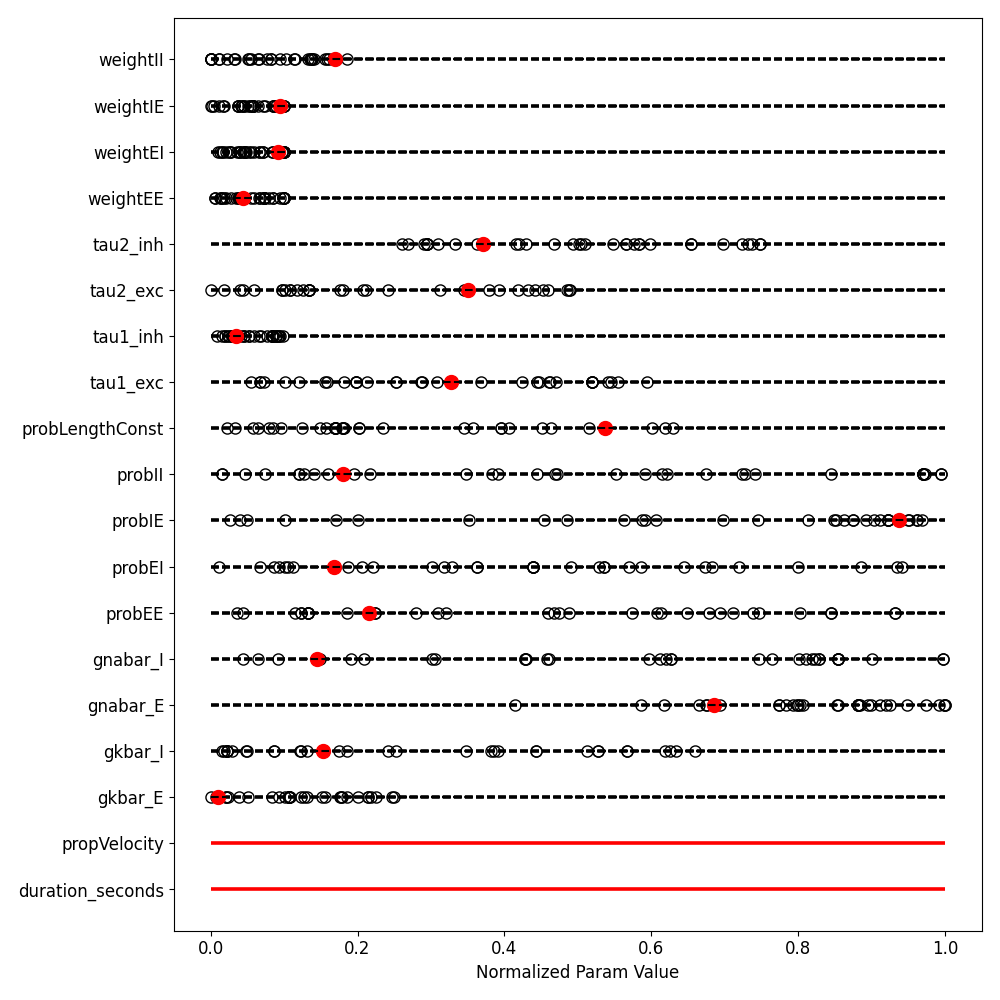 weightII
weightIE
weightEI
weightEE
tau2_inh
tau2_exc
tau1_inh
tau1_exc
probLengthConst
probII
probIE
probEI
probEE
gnabar_I
gnabar_E
gkbar_I
gkbar_E
propVelocity
duration_seconds
0.0 0.2 0.4 0.6 0.8 1.0
Normalized Param Value